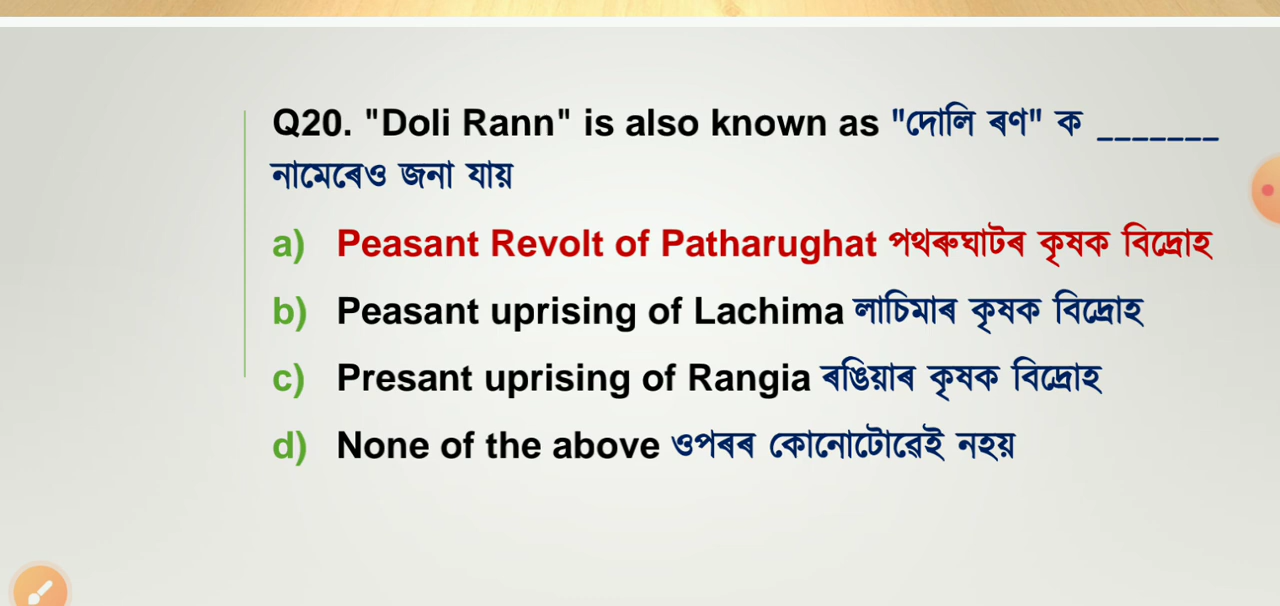 Q20. "Doli Rann" is also known as "দোলি ৰণ" ক _______
নামেৰেও জনা যায়
a) Peasant Revolt of Patharughat পথৰুঘাটৰ কৃষক বিদ্ৰোহ
b) Peasant uprising of Lachima লাচিমাৰ কৃষক বিদ্ৰোহ
c) Presant uprising of Rangia ৰঙিয়াৰ কৃষক বিদ্ৰোহ
d) None of the above ওপৰৰ কোনোটোৱেই নহয়